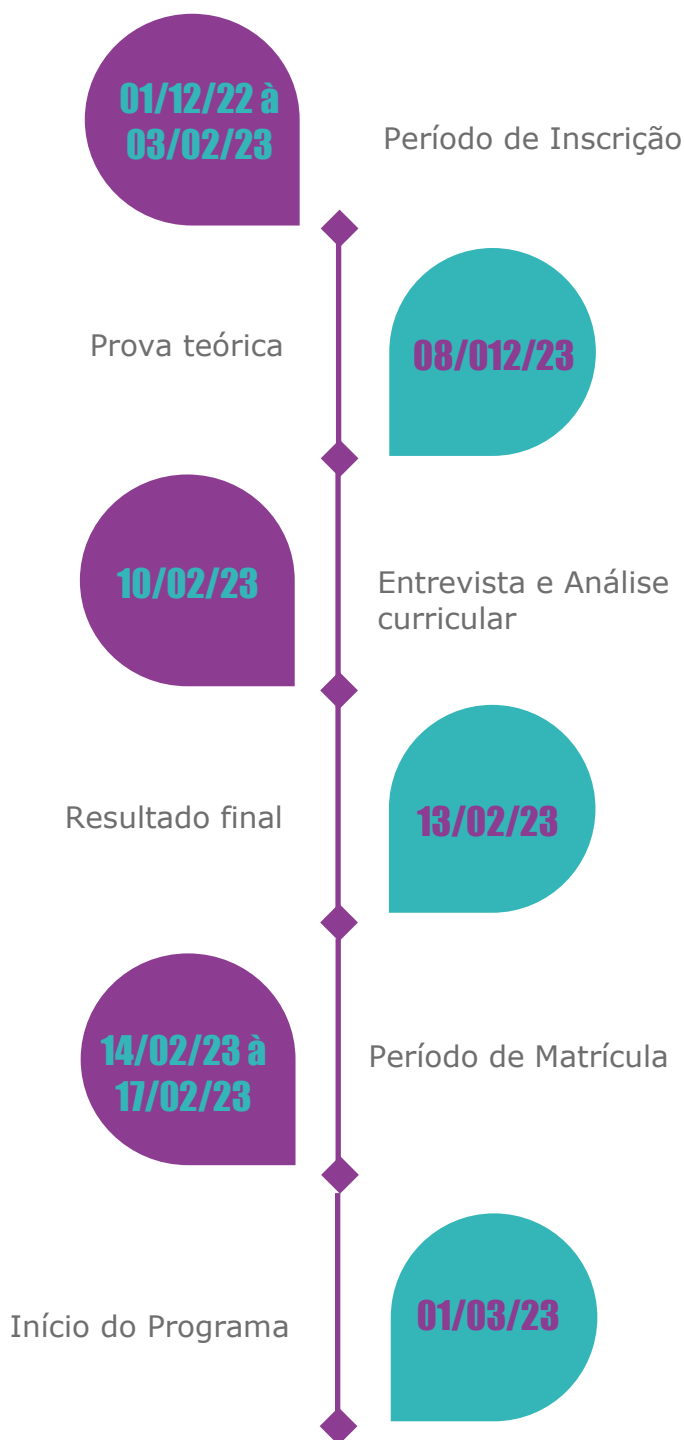 01/12/22 à
03/02/23
Período de Inscrição
Prova teórica
08/012/23
10/02/23
Entrevista e Análise
curricular
Resultado final
13/02/23
14/02/23 à
17/02/23
Período de Matrícula
Início do Programa
01/03/23